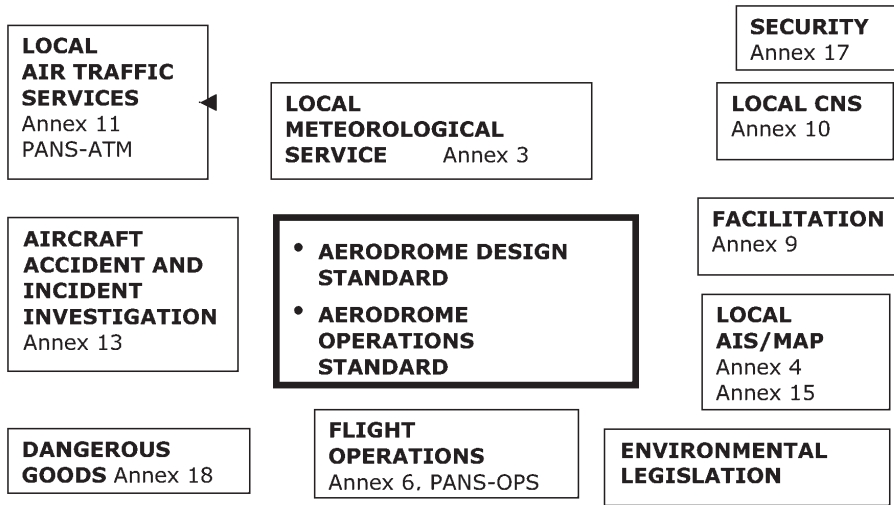 LOCAL
AIR TRAFFIC
SERVICES
Annex 11
PANS-ATM
LOCAL
METEOROLOGICAL
SERVICE Annex 3
SECURITY
Annex 17
LOCAL CNS
Annex 10
AIRCRAFT
ACCIDENT AND
INCIDENT
INVESTIGATION
Annex 13
• AERODROME DESIGN
STANDARD
• AERODROME
OPERATIONS
STANDARD
FACILITATION
Annex 9
LOCAL
AIS/MAP
Annex 4
Annex 15
DANGEROUS
GOODS Annex 18
FLIGHT
OPERATIONS
Annex 6, PANS-OPS
ENVIRONMENTAL
LEGISLATION